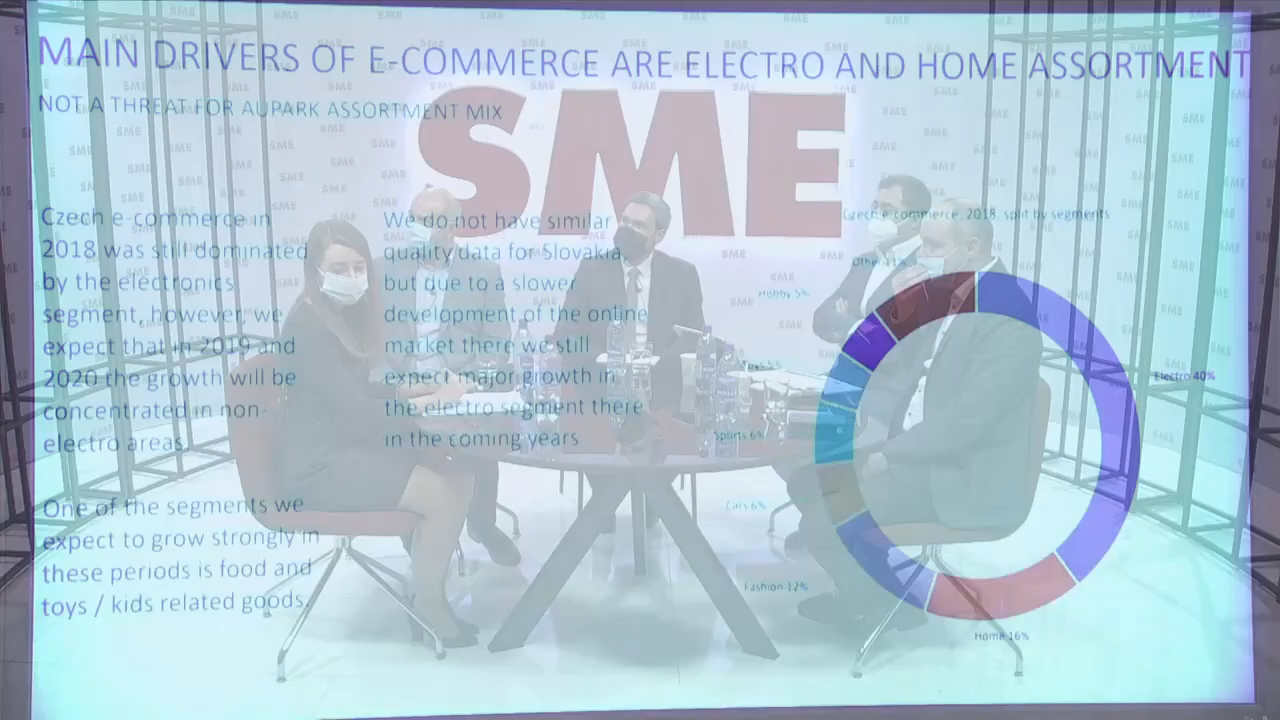 MAIN DRIVERS OF E-COMMERCE ARE ELECTRO AND HOME ASSORTMENT
NOT A THREAT FOR AUPARK ASSORTMENT MIX
SME
Czech e-commerce in
2018 was still dominated
by the electronics
segment, however, we
expect that in 2019 and
2020 the growth will be
concentrated in non-
electro areas.
One of the segments we
expect to grow strongly in
these periods is food and
toys / kids related goods.
We do not have similar
quality data for Slovakia,
but due to a slower
development of the online
market there we still
expect major growth in
the electro segment there
in the coming years
Czech e-commerce, 2018, split by segments
Other 11%
Hobby 5%
Electro 40%
Sports 6%
Cars 6%
Fashion 12%
Home 16%